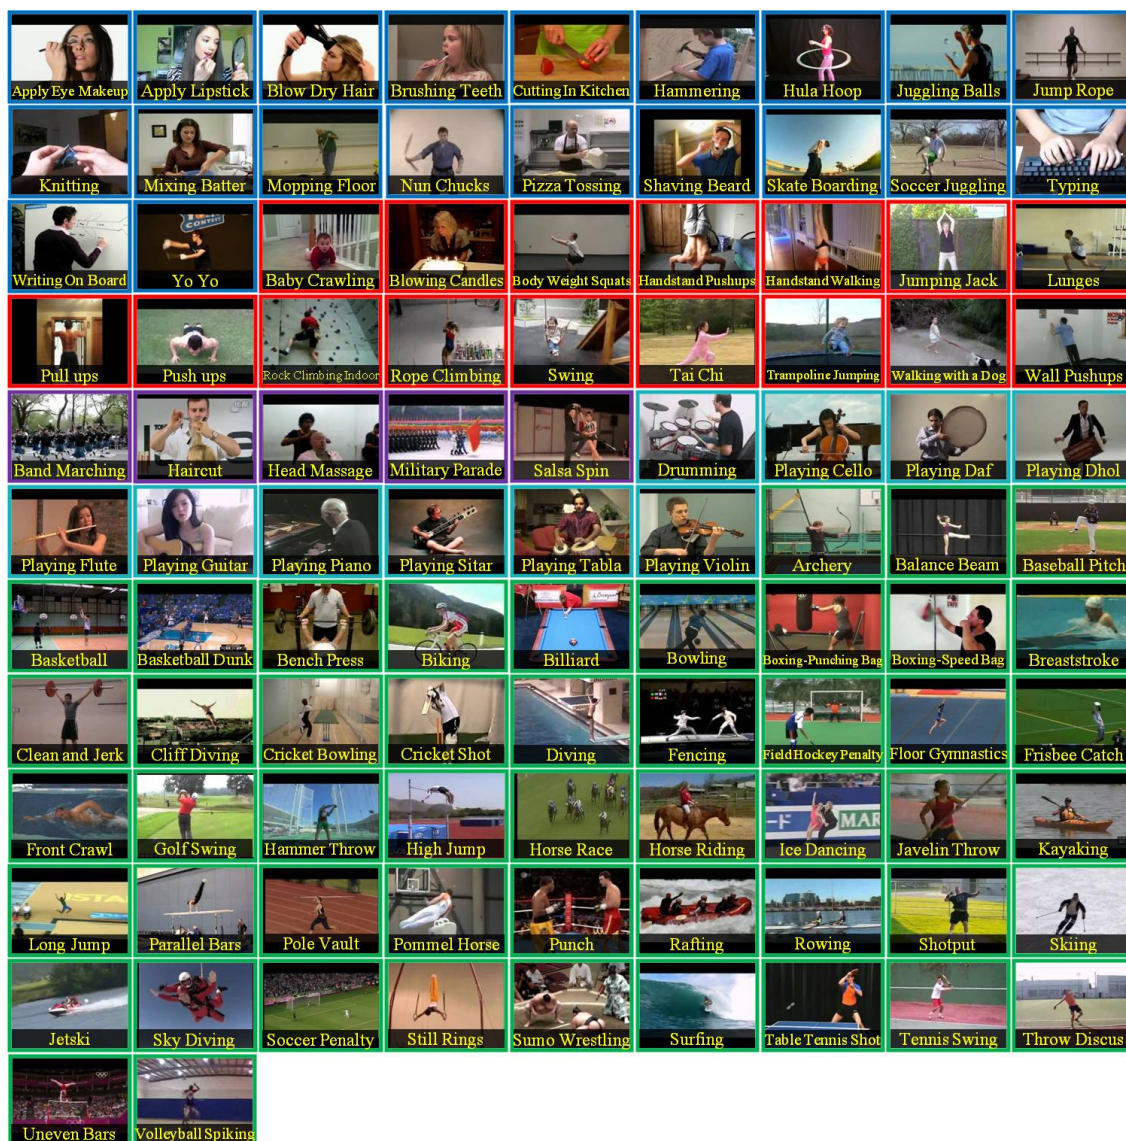 Apply Eye Makeup
Apply Lipstick
Blow Dry Hair
Brushing Teeth
Cutting In Kitchen
Hammering
Hula Hoop
Juggling Balls
Jump Rope
Knitting
Mixing Batter
Mopping Floor
Nun Chucks
Pizza Tossing
Shaving Beard
Skate Boarding
Soccer Juggling
Typing
Writing On Board
CONTEST
Yo Yo
Baby Crawling
Blowing Candles
Body Weight Squats
Handstand Pushups
Handstand Walking
Jumping Jack
Lunges
Pull ups
Push ups
Rock Climbing Indoor
Rope Climbing
Swing
Tai Chi
Trampoline Jumping
Walking with a Dog
Wall Pushups
Band Marching
Haircut
Head Massage
Military Parade
Salsa Spin
Drumming
Playing Cello
Playing Daf
Playing Dhol
Playing Flute
Playing Guitar
Playing Piano
Playing Sitar
Playing Tabla
Playing Violin
Archery
Balance Beam
Baseball Pitch
Basketball
Basketball Dunk
Bench Press
Biking
Billiard
Bowling
Boxing-Punching Bag
Boxing-Speed Bag
Breaststroke
Clean and Jerk
Cliff Diving
Cricket Bowling
Cricket Shot
Diving
Fencing
Field Hockey Penalty
Floor Gymnastics
Frisbee Catch
Front Crawl
Golf Swing
Hammer Throw
High Jump
Horse Race
Horse Riding
ード MAR
Ice Dancing
Javelin Throw
Kayaking
Long Jump
Parallel Bars
Pole Vault
Pommel Horse
Punch
Rafting
Rowing
Shotput
Skiing
Jetski
Sky Diving
Soccer Penalty
Still Rings
Sumo Wrestling
Surfing
Table Tennis Shot
Tennis Swing
Throw Discus
Uneven Bars
Volleyball Spiking